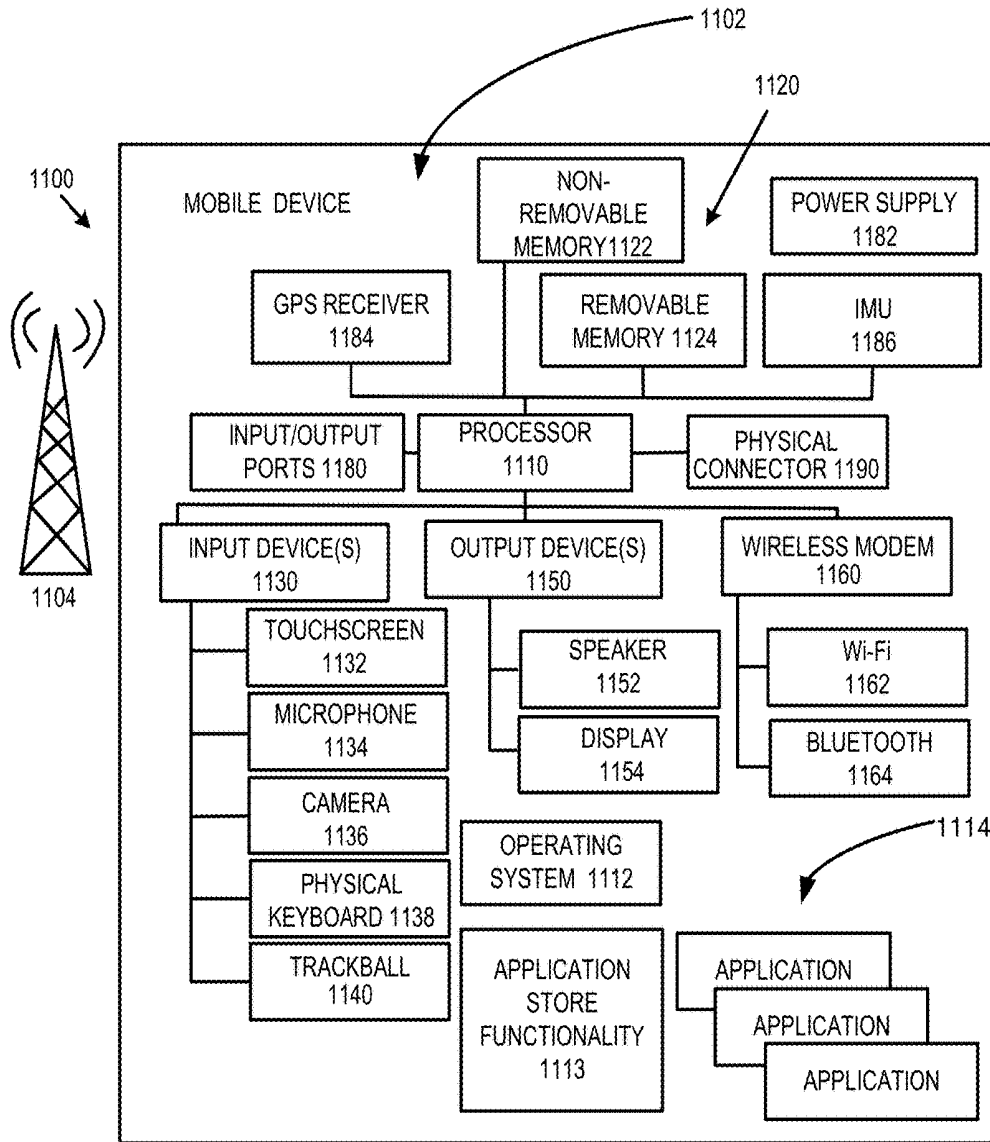 1102
1120
1100
MOBILE DEVICE
NON-
REMOVABLE
MEMORY1122
POWER SUPPLY
1182
GPS RECEIVER
1184
REMOVABLE
MEMORY 1124
IMU
1186
INPUT/OUTPUT
PORTS 1180
PROCESSOR
1110
PHYSICAL
CONNECTOR 1190
INPUT DEVICE(S)
1130
OUTPUT DEVICE(S)
1150
WIRELESS MODEM
1160
1104
TOUCHSCREEN
1132
SPEAKER
1152
Wi-Fi
1162
MICROPHONE
1134
DISPLAY
1154
BLUETOOTH
1164
CAMERA
1136
OPERATING
SYSTEM 1112
1114
PHYSICAL
KEYBOARD 1138
TRACKBALL
1140
APPLICATION
STORE
FUNCTIONALITY
1113
APPLICATION
APPLICATION
APPLICATION